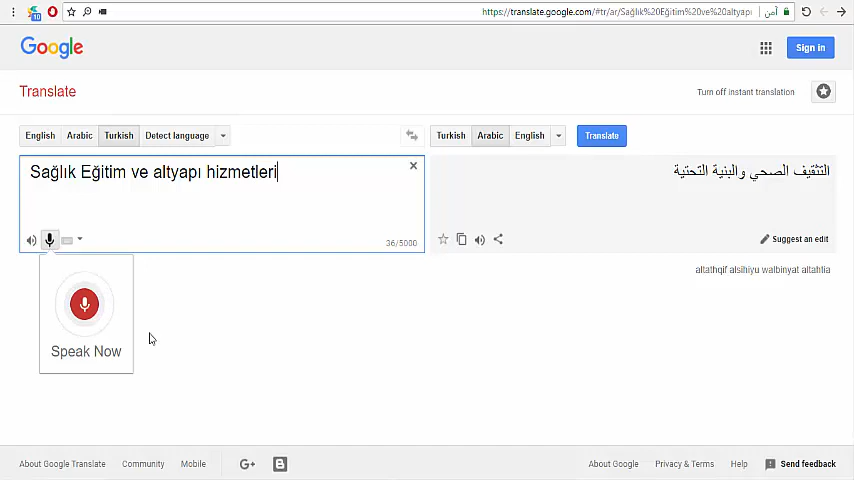 10
https://translate.google.com/#tr/ar/Sağlık%20Eğitim%20ve%20altyapı
آمن
Google
Sign in
Translate
Turn off instant translation
English Arabic Turkish Detect language
Turkish Arabic English Translate
Sağlık Eğitim ve altyapı hizmetleri
التثقيف الصحي والبنية التحتية
36/5000
Suggest an edit
altathqif alsihiyu walbinyat altahtia
Speak Now
About Google Translate Community Mobile G+ B About Google Privacy & Terms Help Send feedback